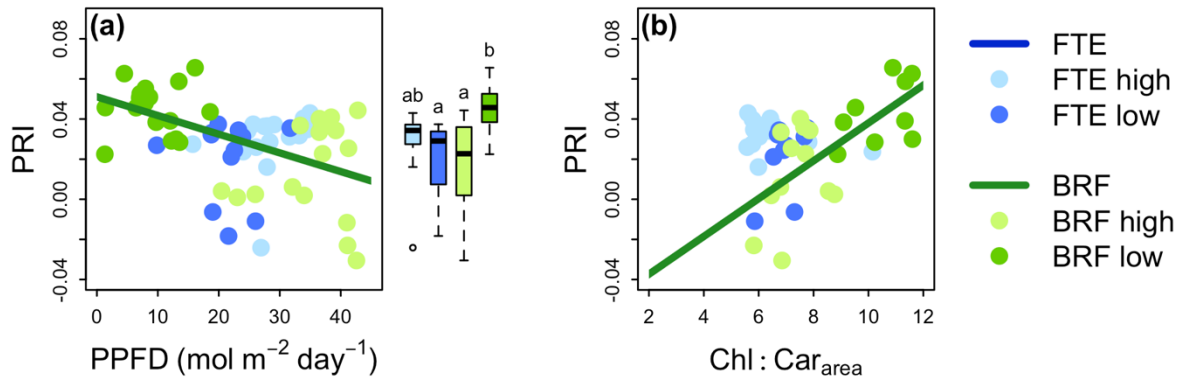 (a)
PRI
0.08
0.04
0.00
-0.04
0 10 20 30 40
PPFD (mol m⁻² day⁻¹)
ab a a b
(b)
PRI
0.08
0.04
0.00
-0.04
2 4 6 8 10 12
Chl : Car_area
FTE
FTE high
FTE low
BRF
BRF high
BRF low